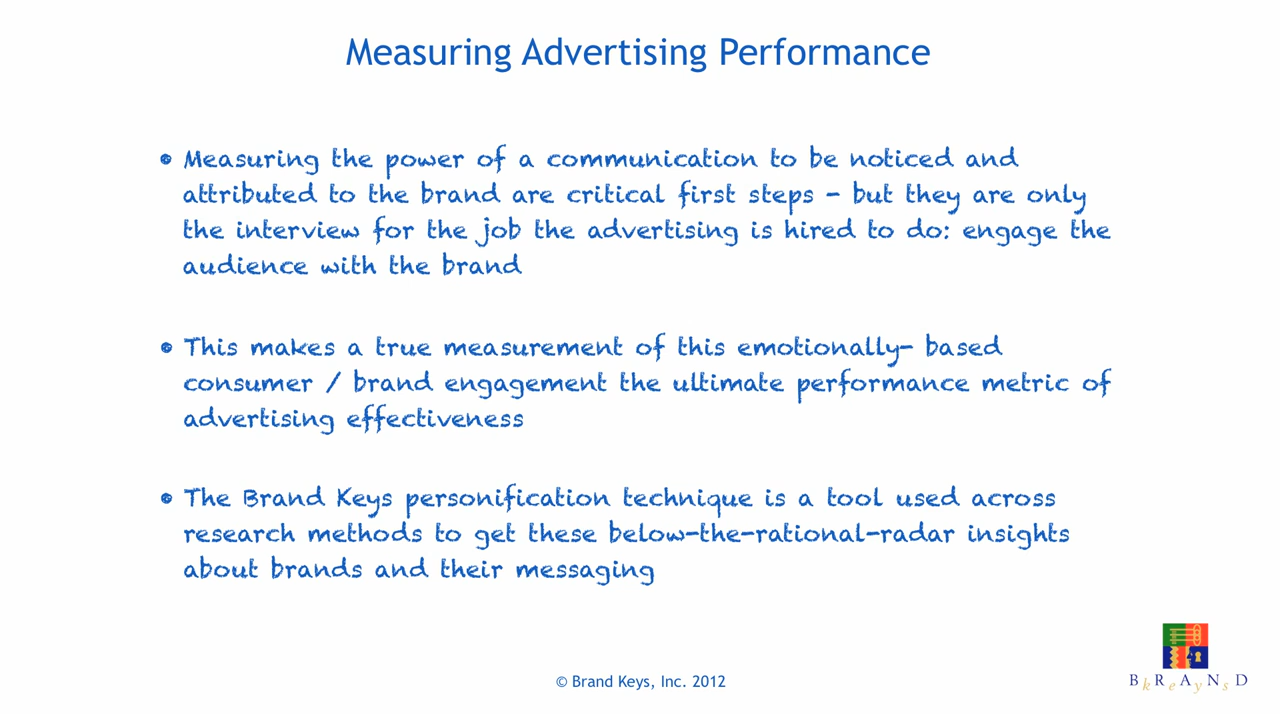 Measuring Advertising Performance
• Measuring the power of a communication to be noticed and
attributed to the brand are critical first steps - but they are only
the interview for the job the advertising is hired to do: engage the
audience with the brand
• This makes a true measurement of this emotionally- based
consumer / brand engagement the ultimate performance metric of
advertising effectiveness
• The Brand Keys personification technique is a tool used across
research methods to get these below-the-rational-radar insights
about brands and their messaging
© Brand Keys, Inc. 2012
BkReAyNsD